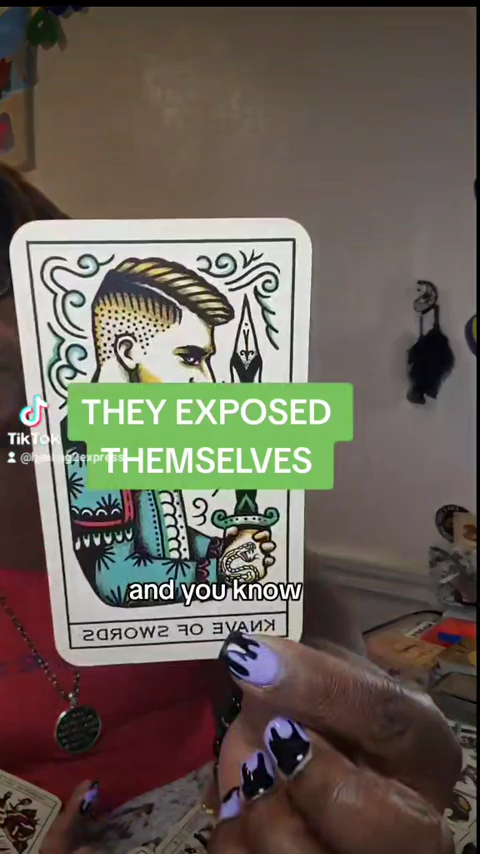 THEY EXPOSED
THEMSELVES
TikTok
and you know
KNAVE OF SWORDS